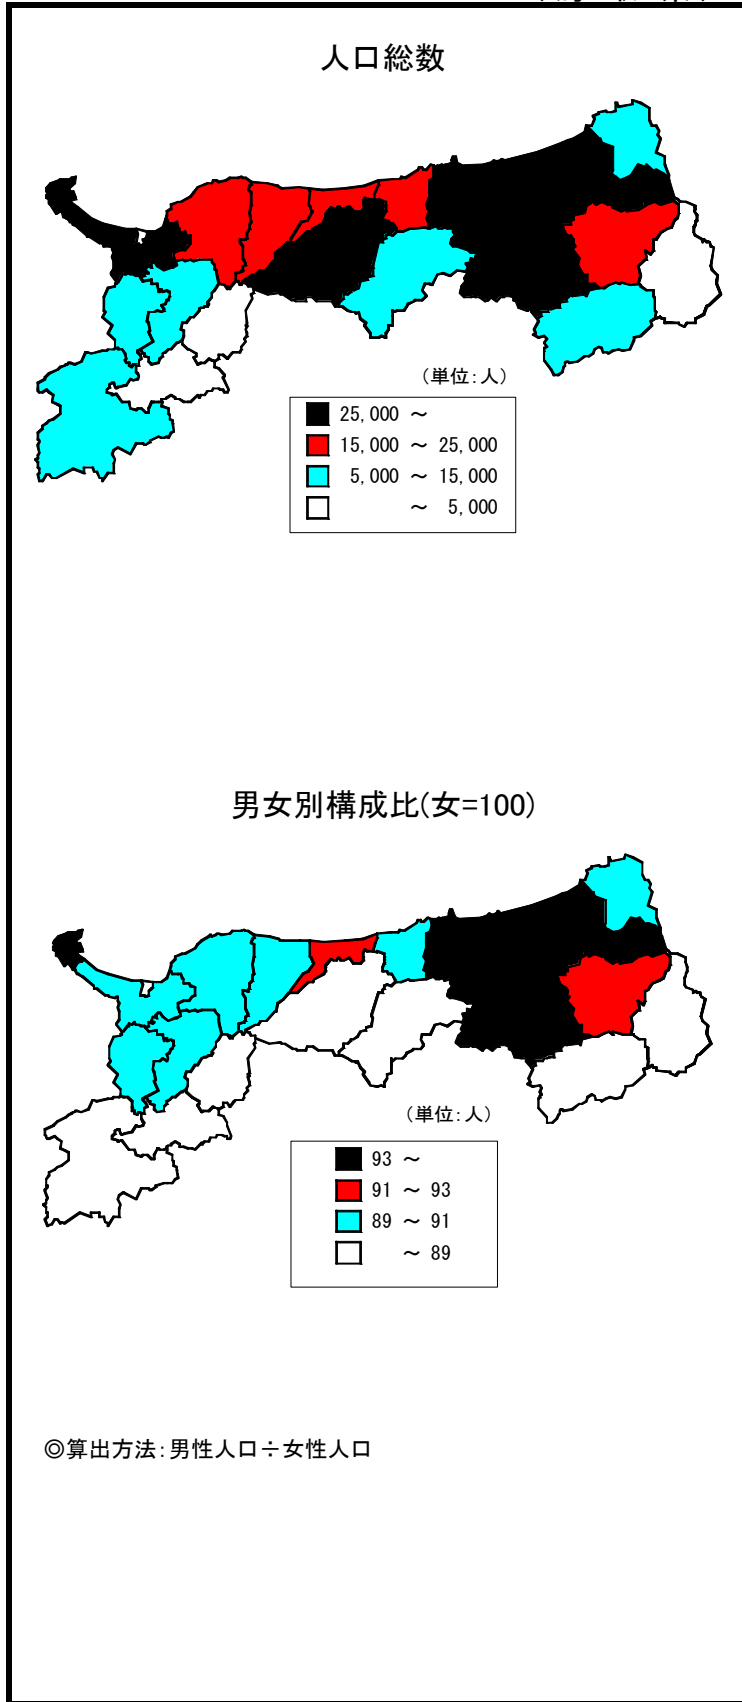 人口総数
（単位：人）
25,000 ～
15,000 ～ 25,000
5,000 ～ 15,000
～ 5,000
男女別構成比(女=100)
（単位：人）
93 ～
91 ～ 93
89 ～ 91
～ 89
◎算出方法：男性人口÷女性人口